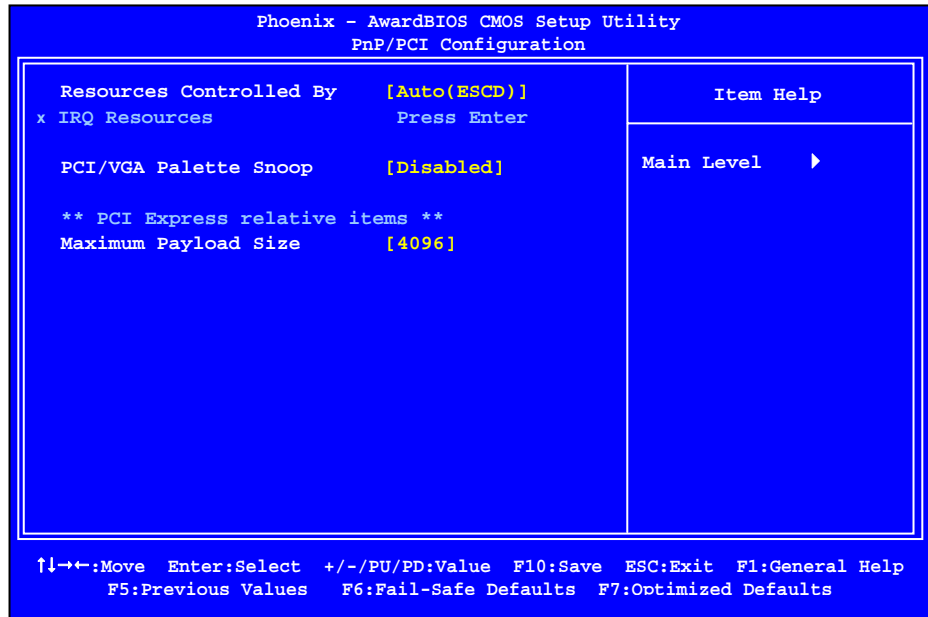 Phoenix – AwardBIOS CMOS Setup Utility
PnP/PCI Configuration
Resources Controlled By [Auto(ESCD)]
x IRQ Resources Press Enter
PCI/VGA Palette Snoop [Disabled]
** PCI Express relative items **
Maximum Payload Size [4096]
Item Help
Main Level ▶
↑↓→←:Move Enter:Select +/-/PU/PD:Value F10:Save ESC:Exit F1:General Help
F5:Previous Values F6:Fail-Safe Defaults F7:Optimized Defaults